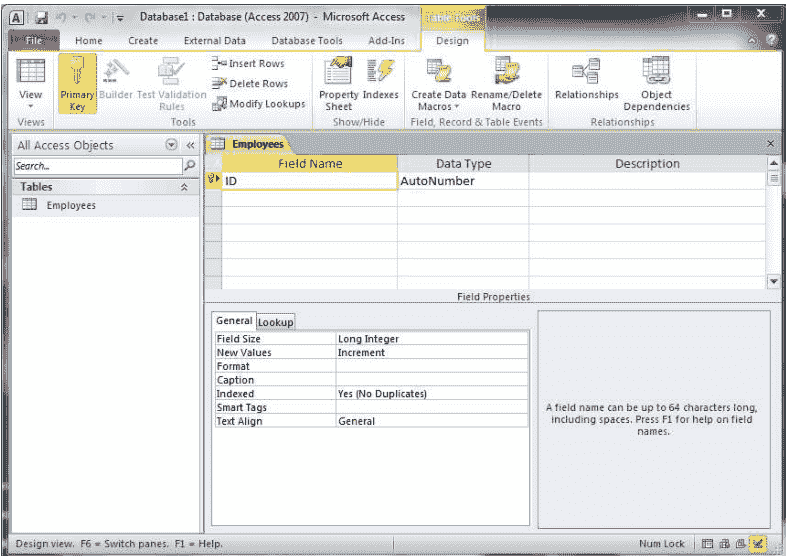 Database1 : Database (Access 2007) - Microsoft Access
Table Tools
File Home Create External Data Database Tools Add-Ins Design
View
Views
Primary Key
Builder
Test Validation Rules
Insert Rows
Delete Rows
Modify Lookups
Tools
Property Sheet
Indexes
Show/Hide
Create Data Macros
Rename/Delete Macro
Field, Record & Table Events
Relationships
Object Dependencies
Relationships
All Access Objects
Search...
Tables
Employees
Employees
Field Name Data Type Description
ID AutoNumber
Field Properties
General Lookup
Field Size Long Integer
New Values Increment
Format
Caption
Indexed Yes (No Duplicates)
Smart Tags
Text Align General
A field name can be up to 64 characters long,
including spaces. Press F1 for help on field
names.
Design view. F6 = Switch panes. F1 = Help.
Num Lock